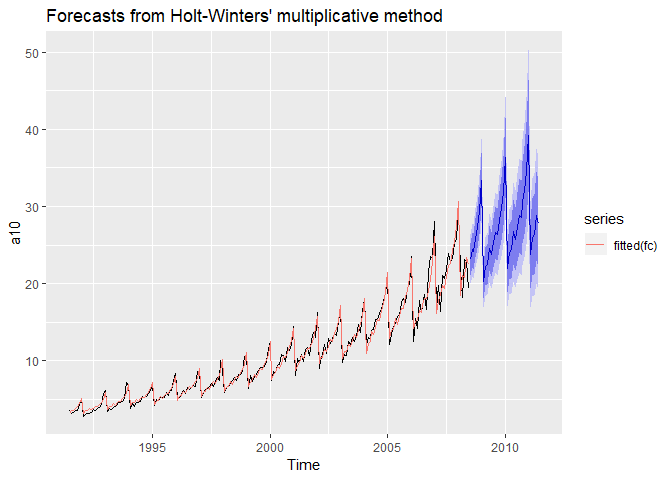 Forecasts from Holt-Winters' multiplicative method
50
40
30
20
10
a10
1995
2000
2005
2010
Time
series
fitted(fc)